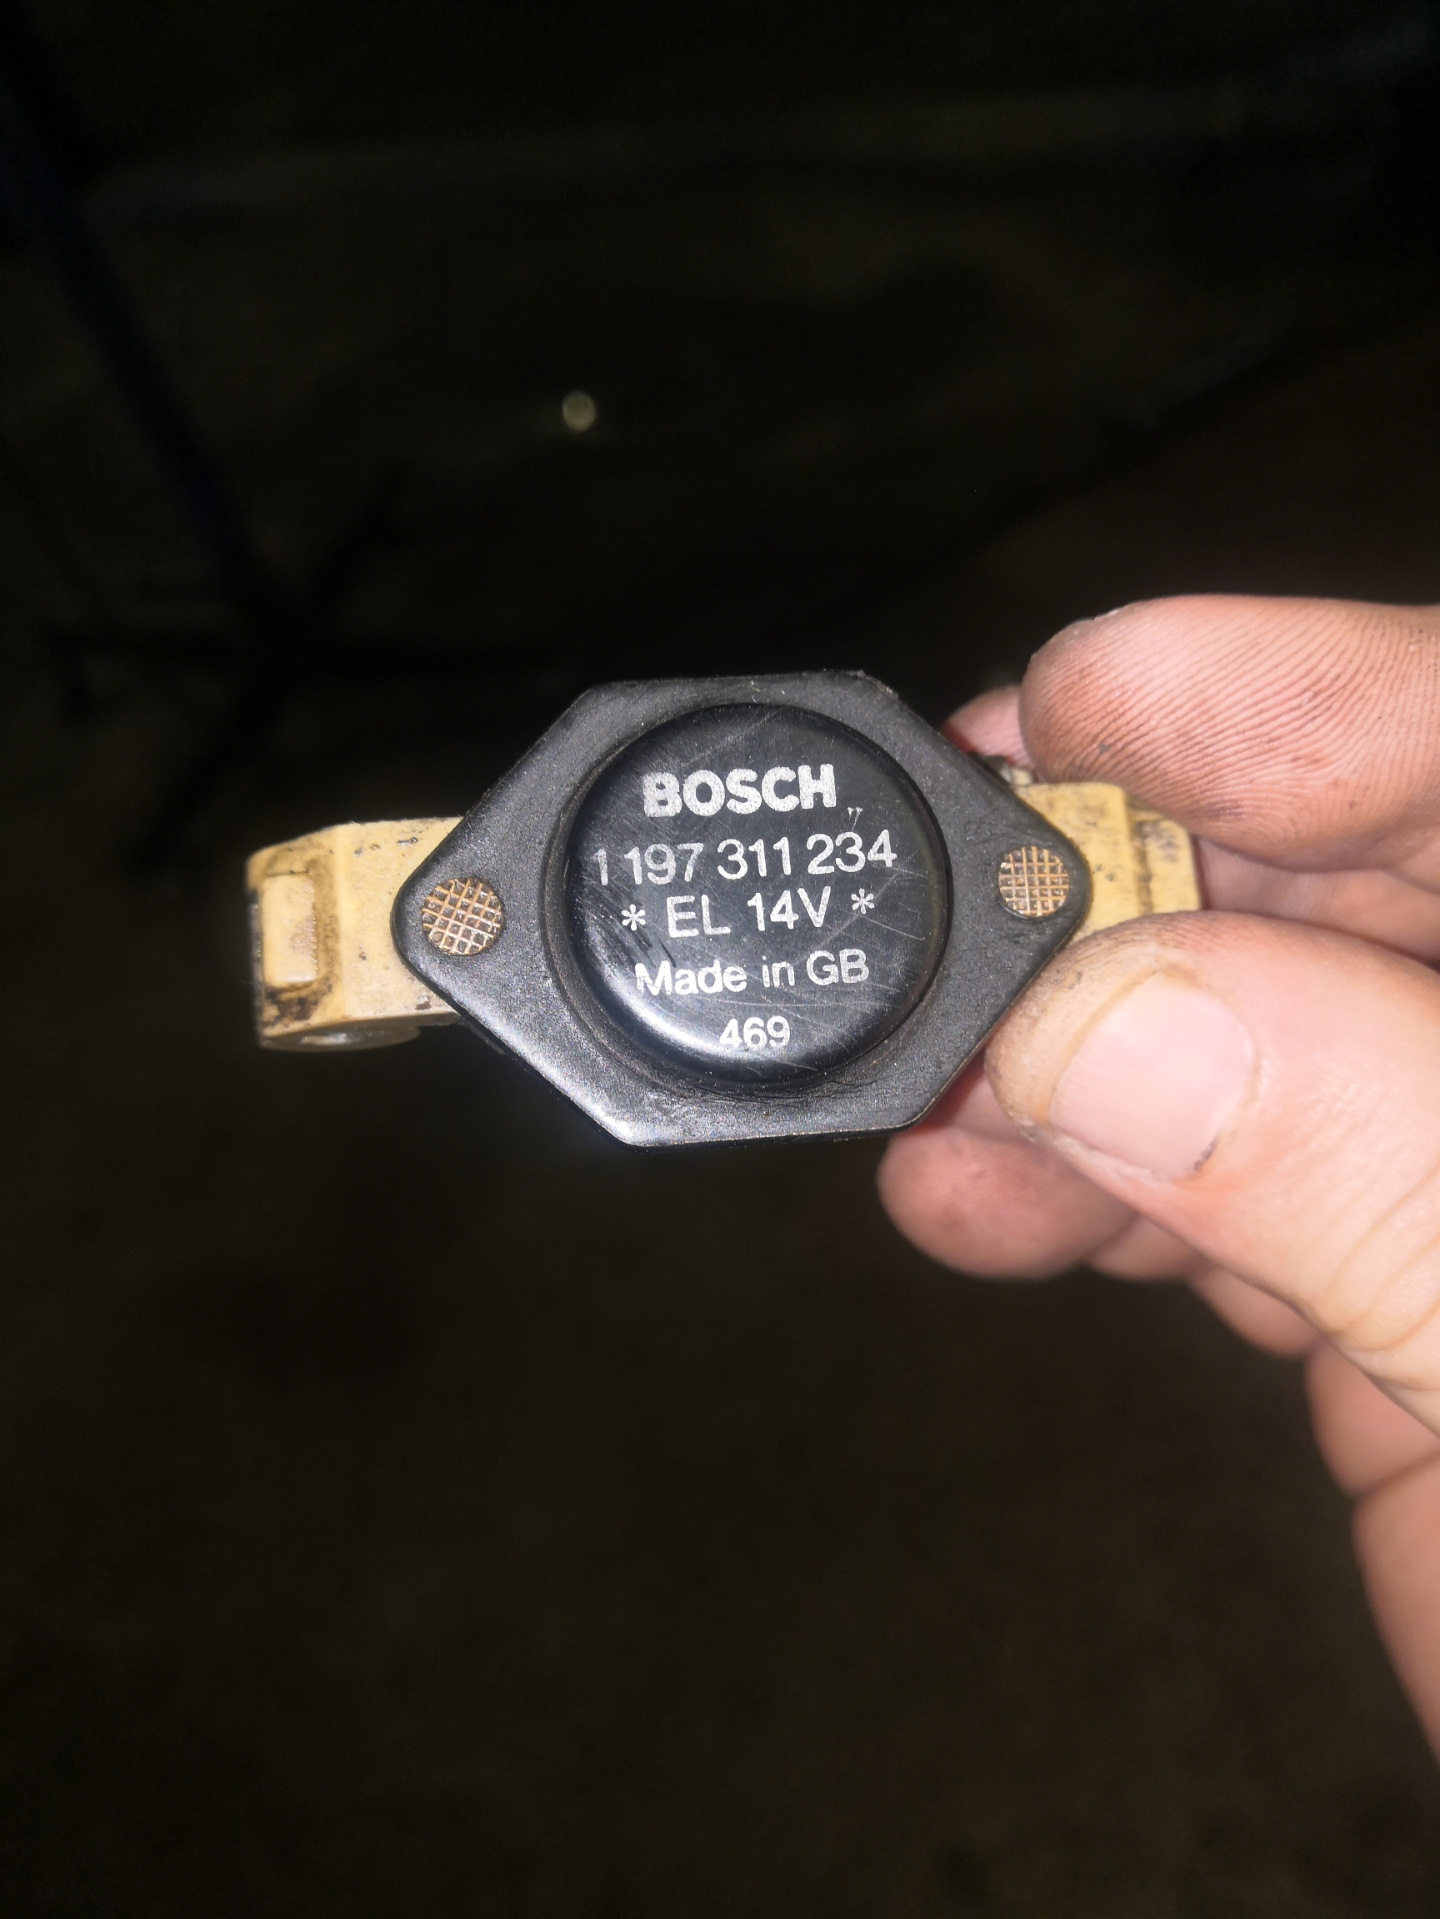 BOSCH
1 197 311 234
* EL 14V *
Made in GB
469